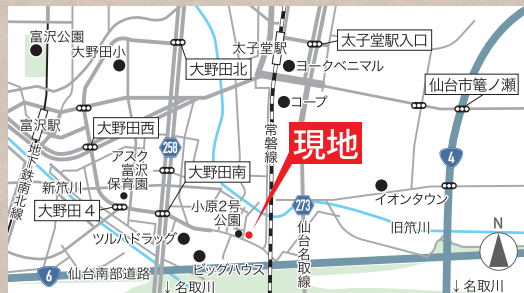 富沢公園
大野田小
太子堂駅
太子堂駅入口
ヨークベニマル
大野田北
仙台市篭ノ瀬
コープ
富沢駅
大野田西
258
常磐線
現地
地下鉄南北線
アスク
富沢
保育園
大野田南
4
新笊川
イオンタウン
大野田4
小原2号
公園
273
旧笊川
N
ツルハドラッグ
仙台名取線
ビッグハウス
6
仙台南部道路
↓名取川
↓名取川